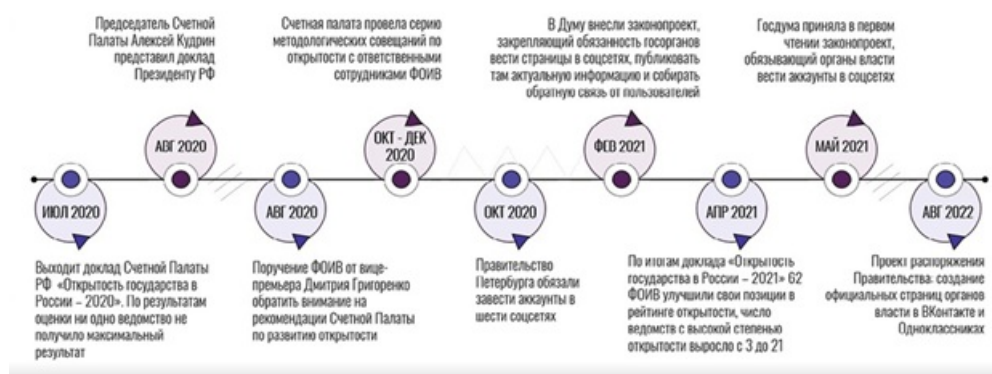 Председатель Счетной
Палаты Алексей Кудрин
представил доклад
Президенту РФ
Счетная палата провела серию
методологических совещаний по
открытости с ответственными
сотрудниками ФОИВ
В Думу внесли законопроект,
закрепляющий обязанность госорганов
вести страницы в соцсетях, публиковать
там актуальную информацию и собирать
обратную связь от пользователей
Госдума приняла в первом
чтении законопроект,
обязывающий органы власти
вести аккаунты в соцсетях
АВГ 2020
ОКТ - ДЕК
2020
ФЕВ 2021
МАЙ 2021
ИЮЛ 2020
АВГ 2020
ОКТ 2020
АПР 2021
АВГ 2022
Выходит доклад Счетной Палаты
РФ «Открытость государства в
России – 2020». По результатам
оценки ни одно ведомство не
получило максимальный
результат
Поручение ФОИВ от вице-
премьера Дмитрия Григоренко
обратить внимание на
рекомендации Счетной Палаты
по развитию открытости
Правительство
Петербурга обязали
завести аккаунты в
шести соцсетях
По итогам доклада «Открытость
государства в России – 2021» 62
ФОИВ улучшили свои позиции в
рейтинге открытости, число
ведомств с высокой степенью
открытости выросло с 3 до 21
Проект распоряжения
Правительства: создание
официальных страниц органов
власти в ВКонтакте и
Одноклассниках